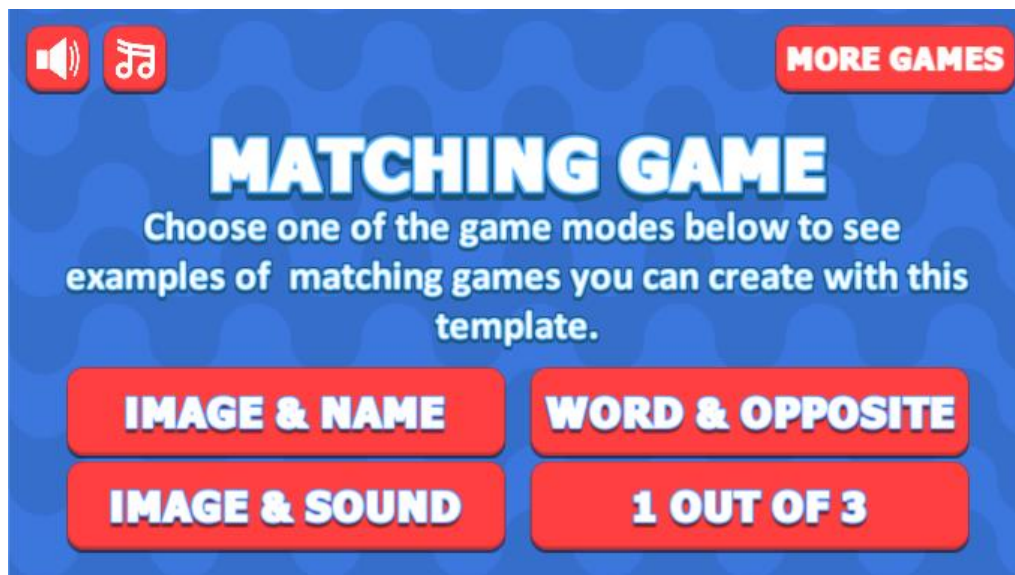 MORE GAMES
MATCHING GAME
Choose one of the game modes below to see
examples of matching games you can create with this
template.
IMAGE & NAME
WORD & OPPOSITE
IMAGE & SOUND
1 OUT OF 3